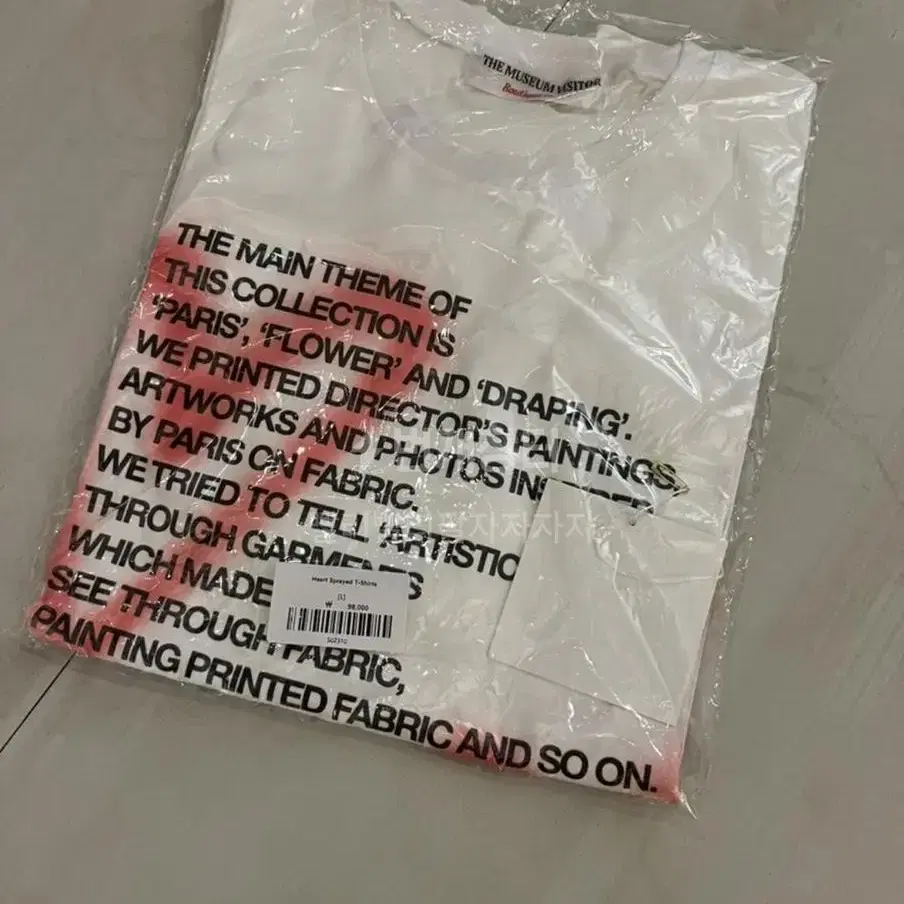 THE MUSEUM VISITOR
THE MAIN THEME OF
THIS COLLECTION IS
'PARIS', 'FLOWER' AND 'DRAPING'.
WE PRINTED DIRECTOR'S PAINTINGS,
ARTWORKS AND PHOTOS
BY PARIS ON FABRIC.
WE TRIED TO TELL 'ARTISTIC
THROUGH GARMENTS
WHICH MADE
SEE THROUGH FABRIC,
PAINTING PRINTED FABRIC AND SO ON.
Heart Sprayed T-Shirts
[L]
₩ 98,000